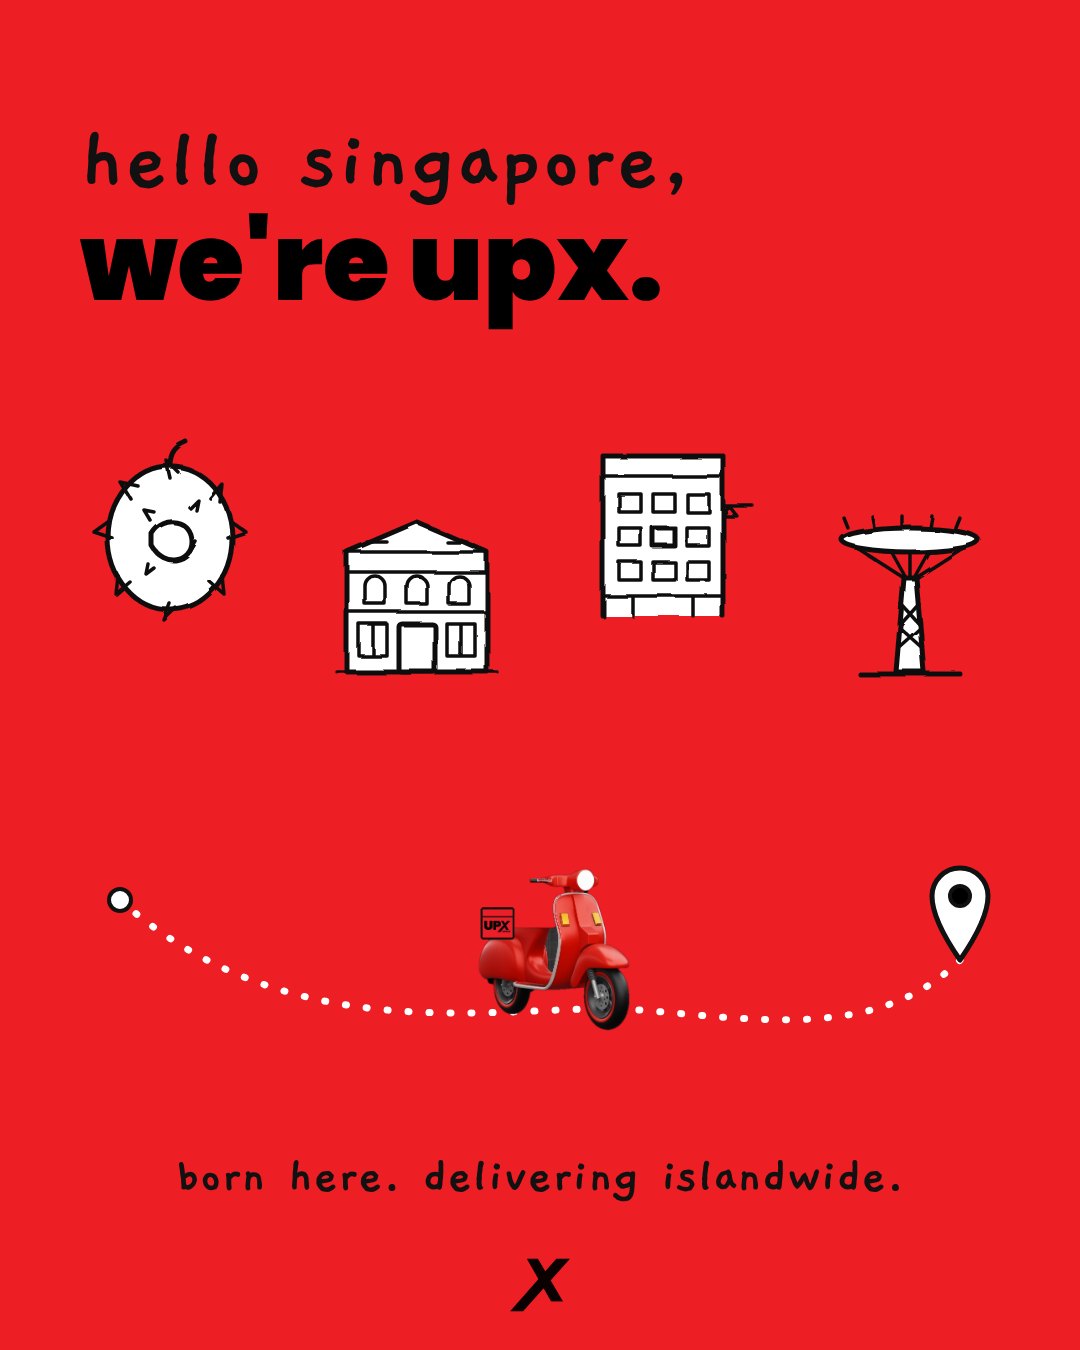 hello singapore,
we're upx.
UPX
born here. delivering islandwide.
X